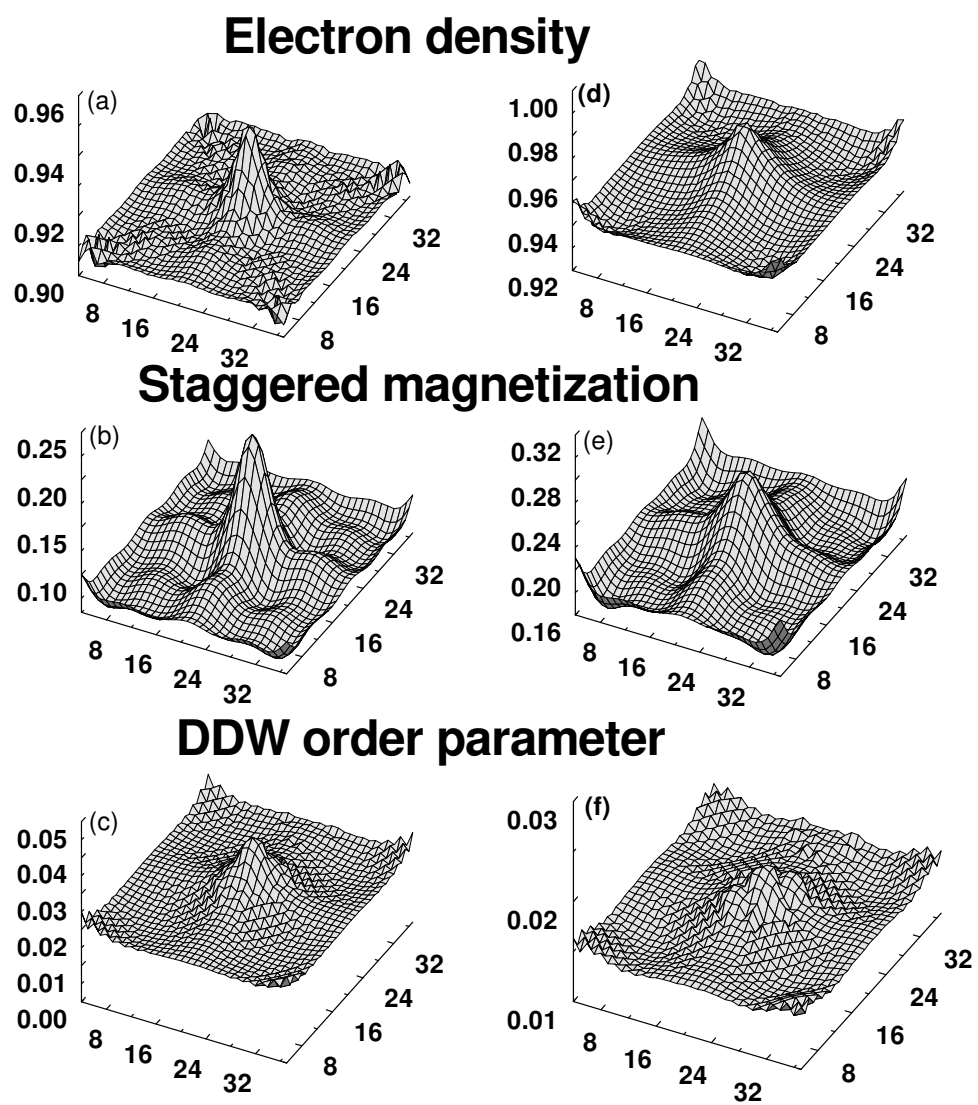 Electron density
(a)
0.96
0.94
0.92
0.90
8 16 24 32
8 16 24 32
(d)
1.00
0.98
0.96
0.94
0.92
8 16 24 32
8 16 24 32
Staggered magnetization
(b)
0.25
0.20
0.15
0.10
8 16 24 32
8 16 24 32
(e)
0.32
0.28
0.24
0.20
0.16
8 16 24 32
8 16 24 32
DDW order parameter
(c)
0.05
0.04
0.03
0.02
0.01
0.00
8 16 24 32
8 16 24 32
(f)
0.03
0.02
0.01
8 16 24 32
8 16 24 32